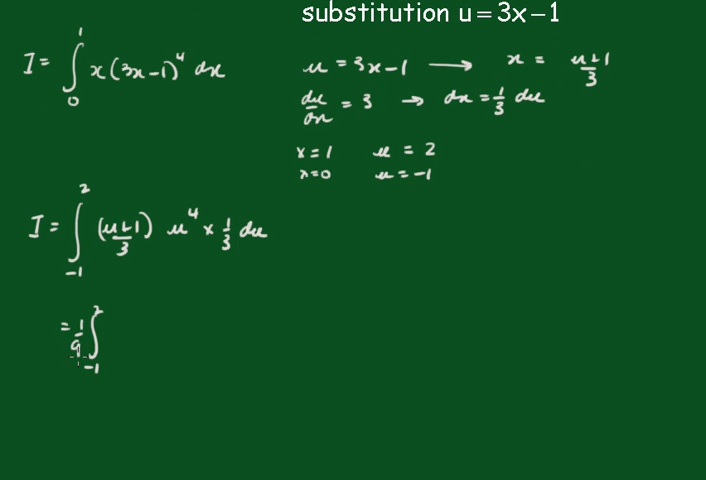 substitution u = 3x − 1
I = ∫₀¹ x(3x−1)⁴ dx
u = 3x−1 → x = (u+1)/3
du/dx = 3 → dx = 1/3 du
x=1 u = 2
x=0 u = −1
I = ∫₋₁² (u+1)/3 u⁴ × 1/3 du
= 1/9 ∫₋₁²